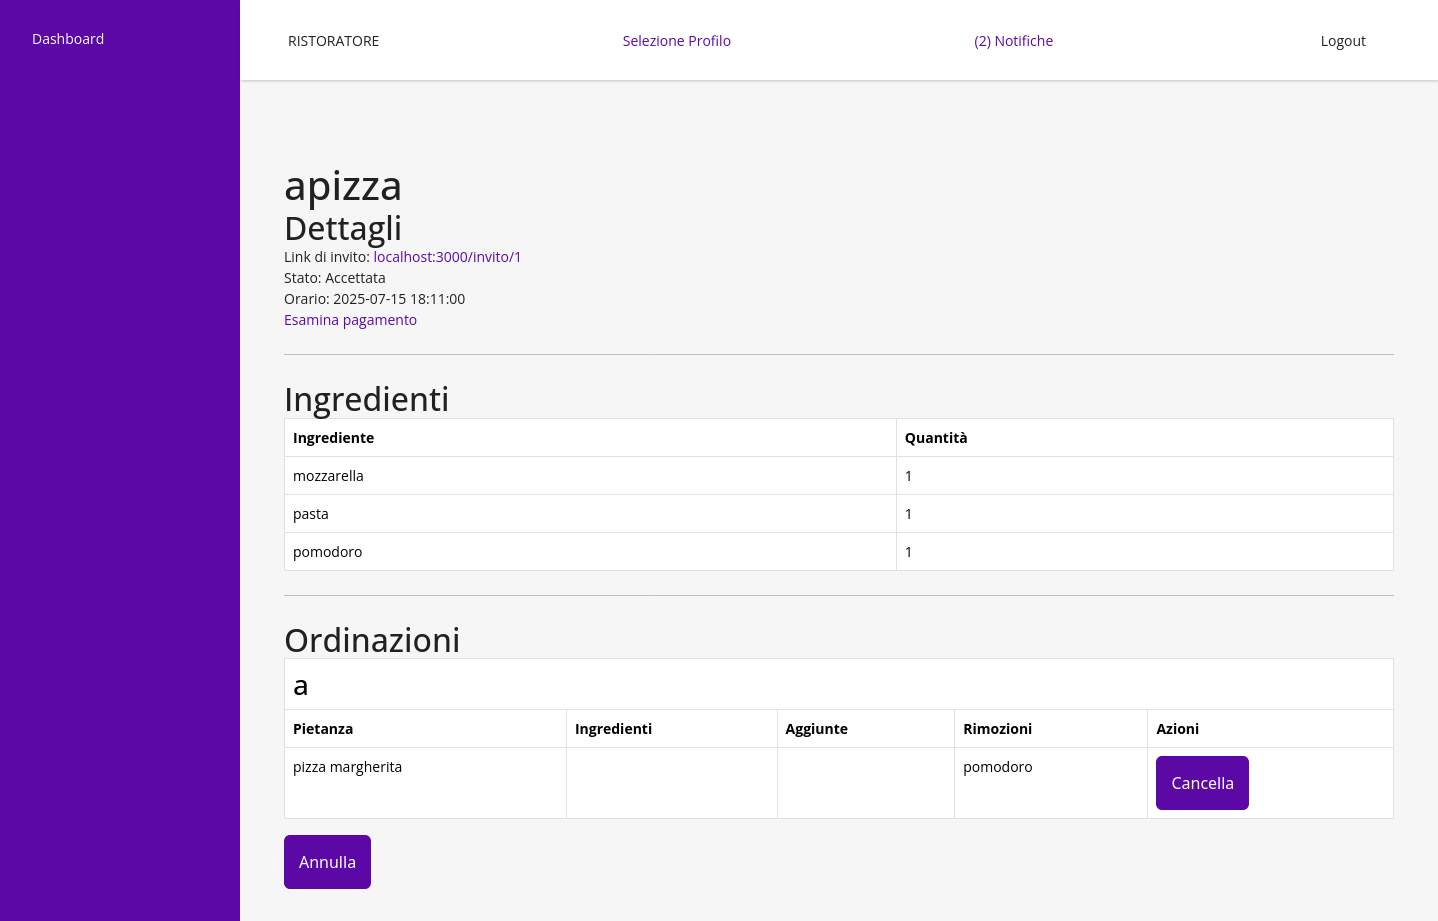 Dashboard
RISTORATORE Selezione Profilo (2) Notifiche Logout
apizza
Dettagli
Link di invito: localhost:3000/invito/1
Stato: Accettata
Orario: 2025-07-15 18:11:00
Esamina pagamento
Ingredienti
Ingrediente Quantità
mozzarella 1
pasta 1
pomodoro 1
Ordinazioni
a
Pietanza Ingredienti Aggiunte Rimozioni Azioni
pizza margherita pomodoro Cancella
Annulla